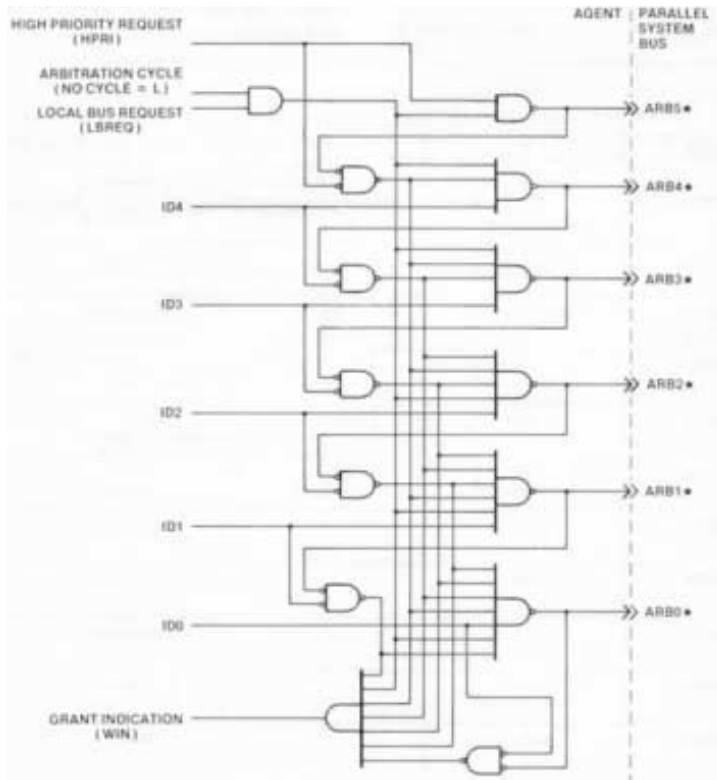 AGENT
PARALLEL
SYSTEM
BUS
HIGH PRIORITY REQUEST
(HPRI)
ARBITRATION CYCLE
(NO CYCLE = L)
LOCAL BUS REQUEST
(LBREQ)
ARB5*
ARB4*
ID4
ARB3*
ID3
ARB2*
ID2
ARB1*
ID1
ARB0*
ID0
GRANT INDICATION
(WIN)